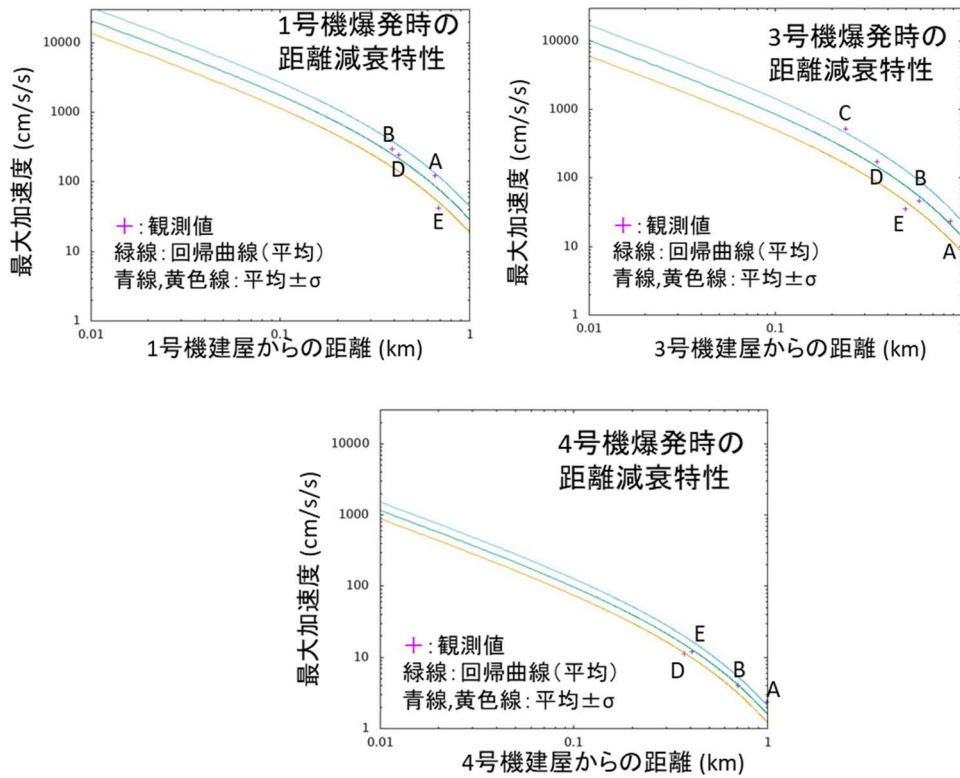 1号機爆発時の
距離減衰特性
最大加速度 (cm/s/s)
10000
1000
100
10
1
B
A
D
E
+:観測値
緑線:回帰曲線(平均)
青線,黄色線:平均±σ
0.01
0.1
1
1号機建屋からの距離 (km)
3号機爆発時の
距離減衰特性
最大加速度 (cm/s/s)
10000
1000
100
10
1
C
D
B
E
A
+:観測値
緑線:回帰曲線(平均)
青線,黄色線:平均±σ
0.01
0.1
3号機建屋からの距離 (km)
4号機爆発時の
距離減衰特性
最大加速度 (cm/s/s)
10000
1000
100
10
1
E
D
B
A
+:観測値
緑線:回帰曲線(平均)
青線,黄色線:平均±σ
0.01
0.1
1
4号機建屋からの距離 (km)